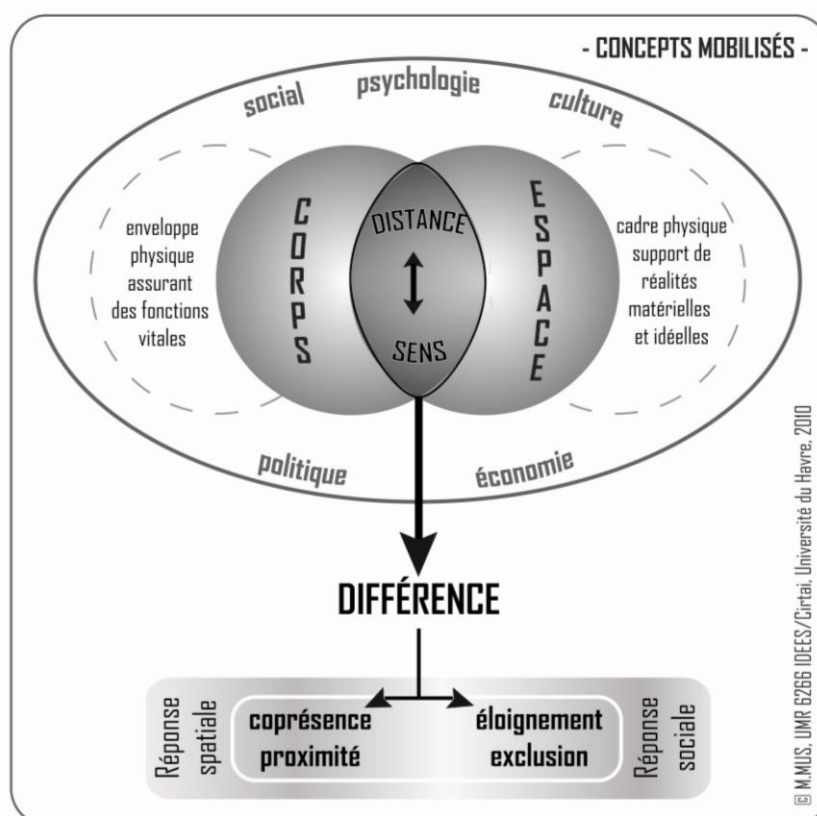 - CONCEPTS MOBILISÉS -
social
psychologie
culture
enveloppe
physique
assurant
des fonctions
vitales
CORPS
DISTANCE
SENS
ESPACE
cadre physique
support de
réalités
matérielles
et idéelles
politique
économie
DIFFÉRENCE
Réponse
spatiale
coprésence
proximité
éloignement
exclusion
Réponse
sociale
© M.MUS, UMR 6266 IDEES/Cirtai, Université du Havre, 2010